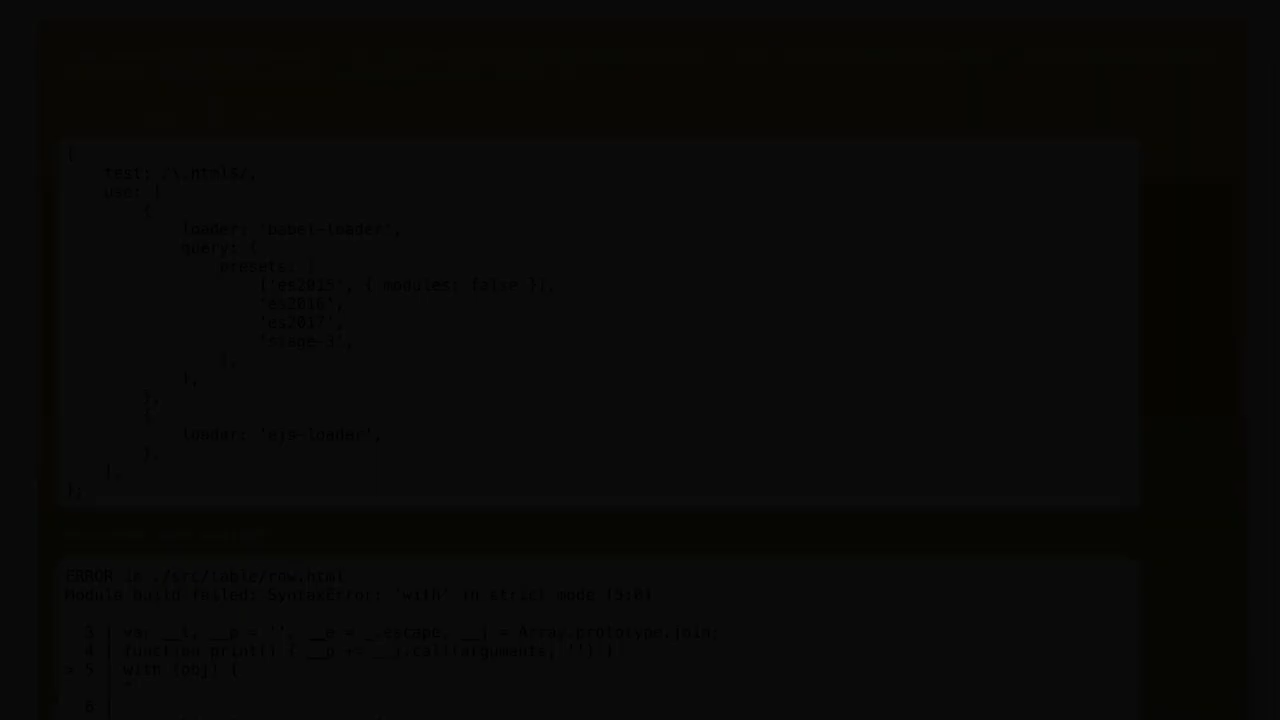 {
test: /\.html$/,
use: [
{
loader: 'babel-loader',
query: {
presets: [
['es2015', { modules: false }],
'es2016',
'es2017',
'stage-3',
],
},
},
{
loader: 'ejs-loader',
},
],
},
ERROR in ./src/table/row.html
Module build failed: SyntaxError: 'with' in strict mode (5:0)
3 | var __t, __p = '', __e = _.escape, __j = Array.prototype.join;
4 | function print() { __p += __j.call(arguments, '') }
> 5 | with (obj) {
| ^
6 |